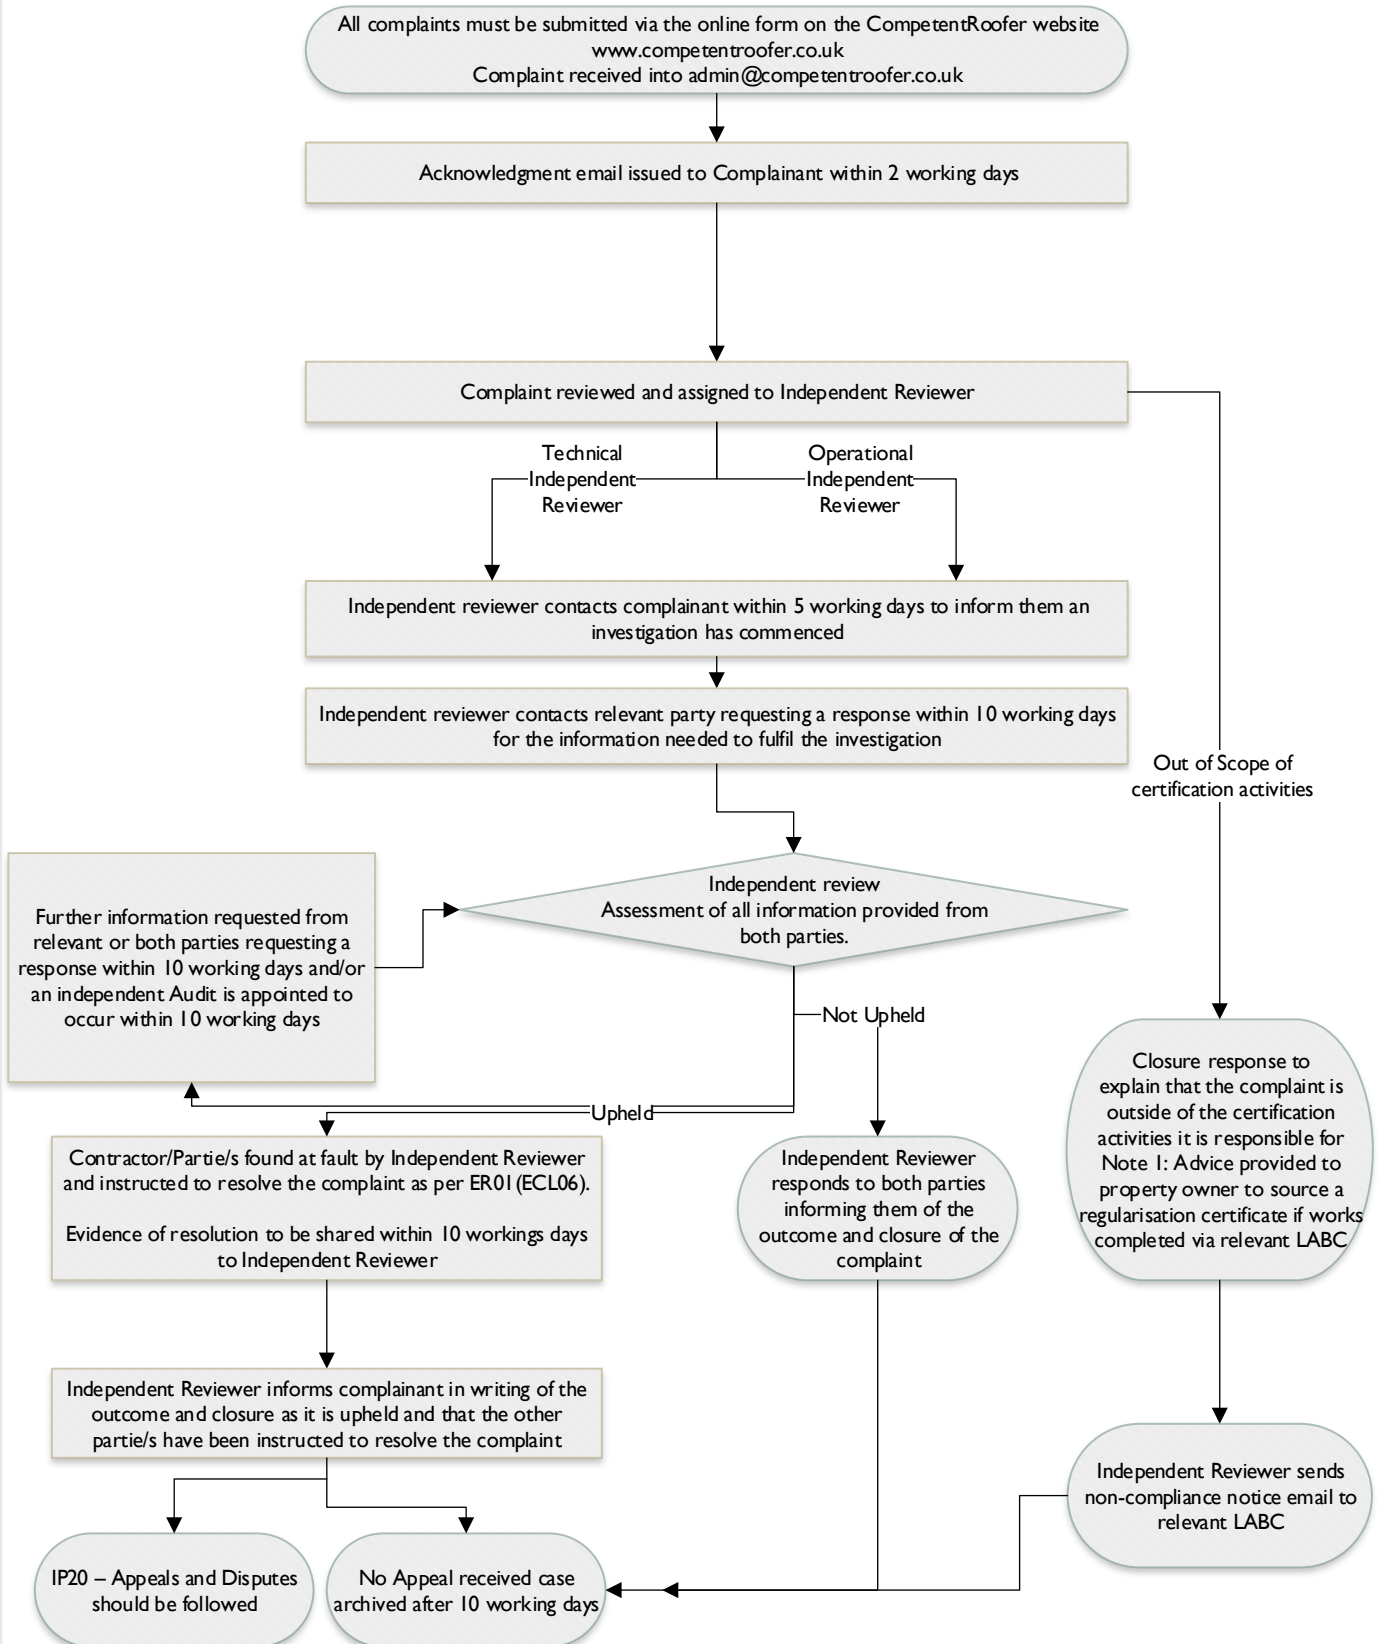 All complaints must be submitted via the online form on the CompetentRoofer website
www.competentroofer.co.uk
Complaint received into admin@competentroofer.co.uk
Acknowledgment email issued to Complainant within 2 working days
Complaint reviewed and assigned to Independent Reviewer
Technical
Independent
Reviewer
Operational
Independent
Reviewer
Independent reviewer contacts complainant within 5 working days to inform them an
investigation has commenced
Independent reviewer contacts relevant party requesting a response within 10 working days
for the information needed to fulfil the investigation
Out of Scope of
certification activities
Independent review
Assessment of all information provided from
both parties.
Further information requested from
relevant or both parties requesting a
response within 10 working days and/or
an independent Audit is appointed to
occur within 10 working days
Not Upheld
Upheld
Closure response to
explain that the complaint is
outside of the certification
activities it is responsible for
Note 1: Advice provided to
property owner to source a
regularisation certificate if works
completed via relevant LABC
Contractor/Partie/s found at fault by Independent Reviewer
and instructed to resolve the complaint as per ER01(ECL06).
Evidence of resolution to be shared within 10 workings days
to Independent Reviewer
Independent Reviewer
responds to both parties
informing them of the
outcome and closure of the
complaint
Independent Reviewer informs complainant in writing of the
outcome and closure as it is upheld and that the other
partie/s have been instructed to resolve the complaint
Independent Reviewer sends
non-compliance notice email to
relevant LABC
IP20 – Appeals and Disputes
should be followed
No Appeal received case
archived after 10 working days